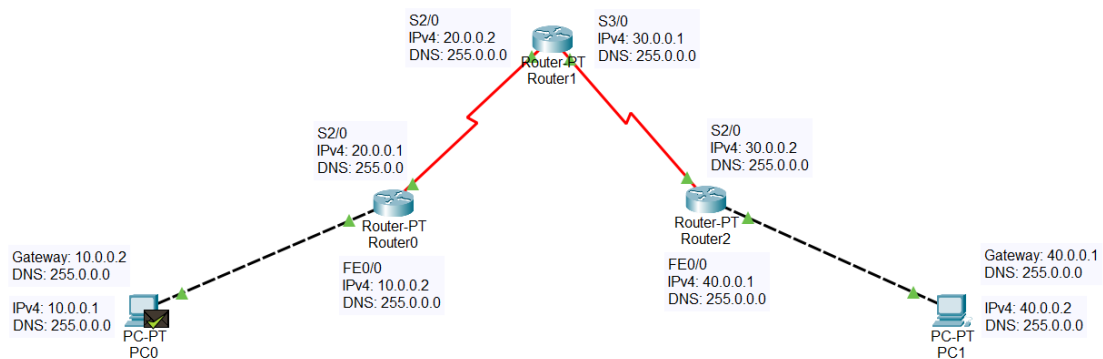 S2/0
IPv4: 20.0.0.2
DNS: 255.0.0.0
S3/0
IPv4: 30.0.0.1
DNS: 255.0.0.0
Router-PT
Router1
S2/0
IPv4: 20.0.0.1
DNS: 255.0.0
S2/0
IPv4: 30.0.0.2
DNS: 255.0.0.0
Router-PT
Router0
Router-PT
Router2
Gateway: 10.0.0.2
DNS: 255.0.0.0
IPv4: 10.0.0.1
DNS: 255.0.0.0
PC-PT
PC0
FE0/0
IPv4: 10.0.0.2
DNS: 255.0.0.0
FE0/0
IPv4: 40.0.0.1
DNS: 255.0.0.0
Gateway: 40.0.0.1
DNS: 255.0.0.0
IPv4: 40.0.0.2
DNS: 255.0.0.0
PC-PT
PC1